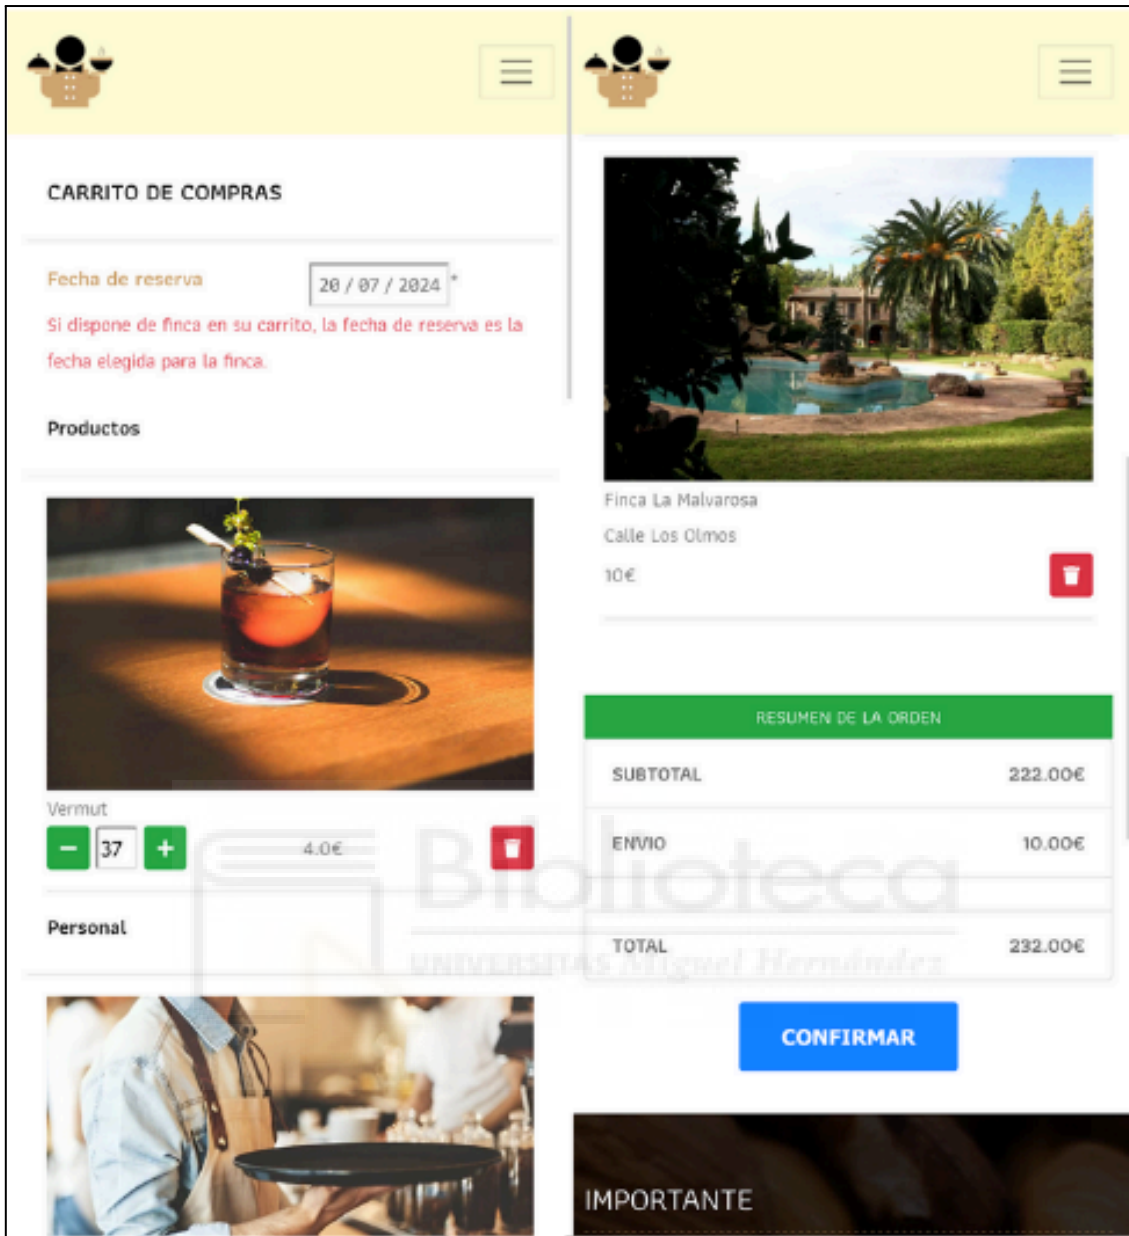 CARRITO DE COMPRAS
Fecha de reserva
20 / 07 / 2024 *
Si dispone de finca en su carrito, la fecha de reserva es la
fecha elegida para la finca.
Productos
Vermut
37
4.0€
Personal
Finca La Malvarosa
Calle Los Olmos
10€
RESUMEN DE LA ORDEN
SUBTOTAL 222.00€
ENVIO 10.00€
TOTAL 232.00€
CONFIRMAR
IMPORTANTE
Biblioteca
UNIVERSITAS Miguel Hernández